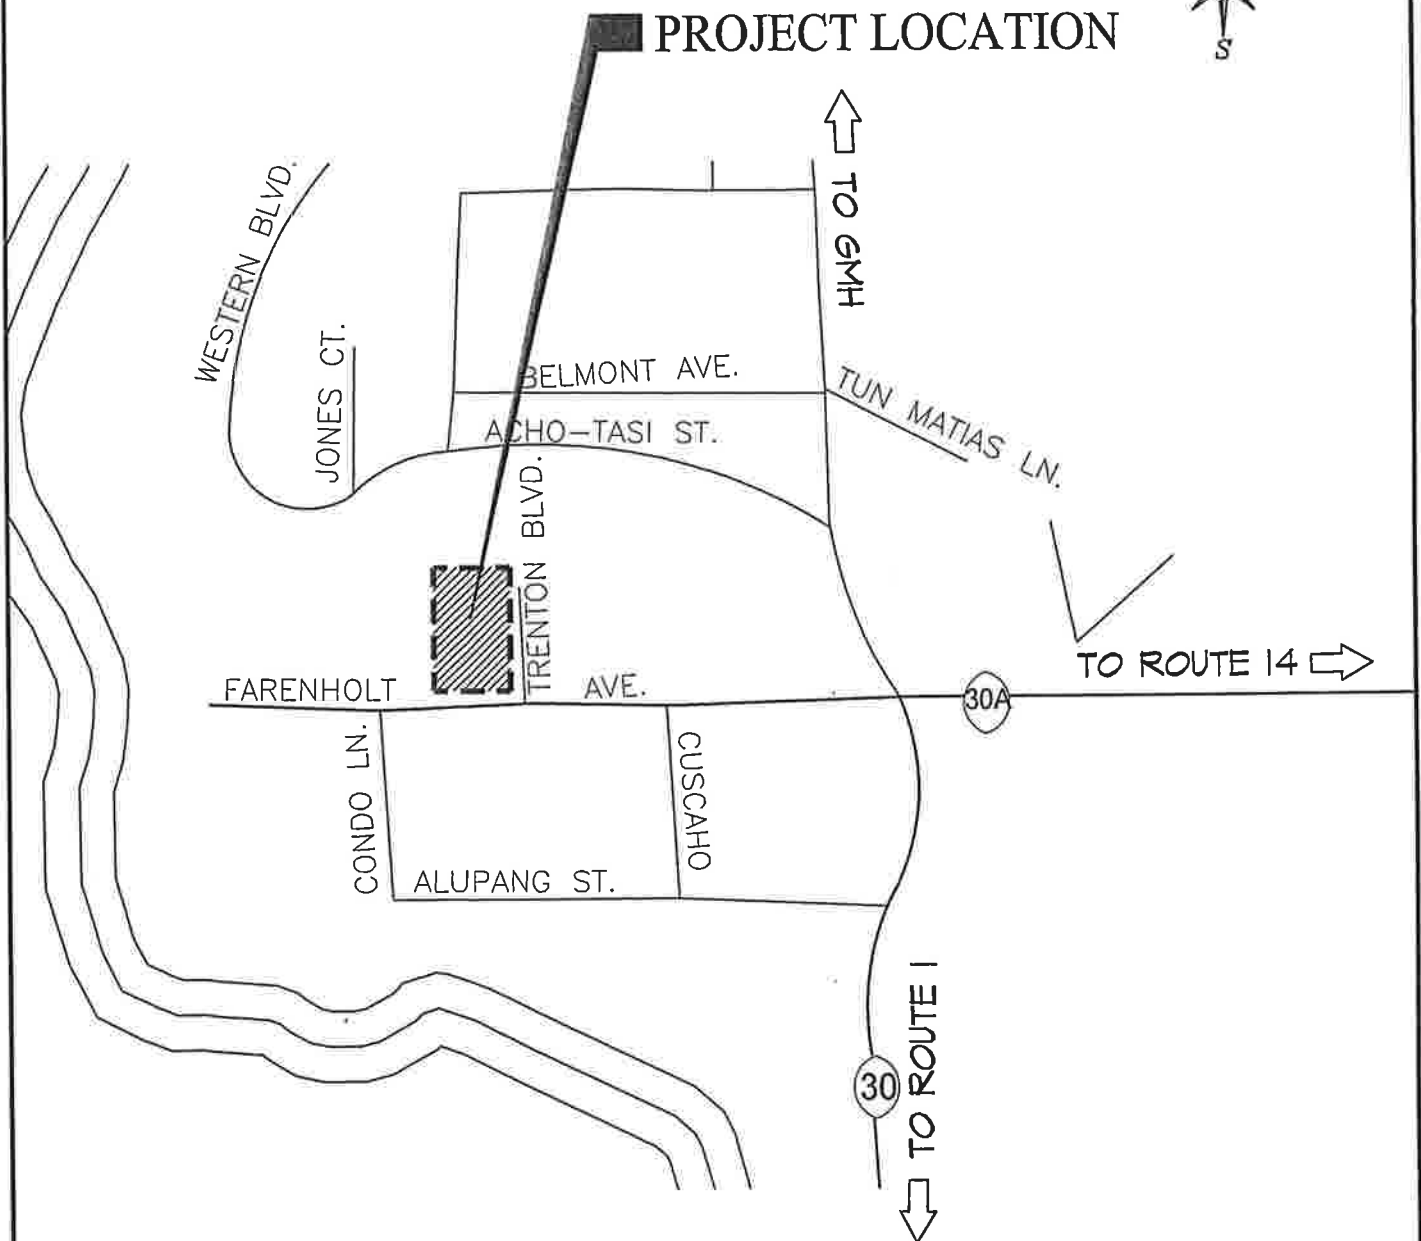 PROJECT LOCATION
S
TO GMH
WESTERN BLVD.
JONES CT.
BELMONT AVE.
TUN MATIAS LN.
ACHO-TASI ST.
TRENTON BLVD.
TO ROUTE 14
FARENHOLT AVE.
30A
CONDO LN.
CUSCAHO
ALUPANG ST.
TO ROUTE 1
30